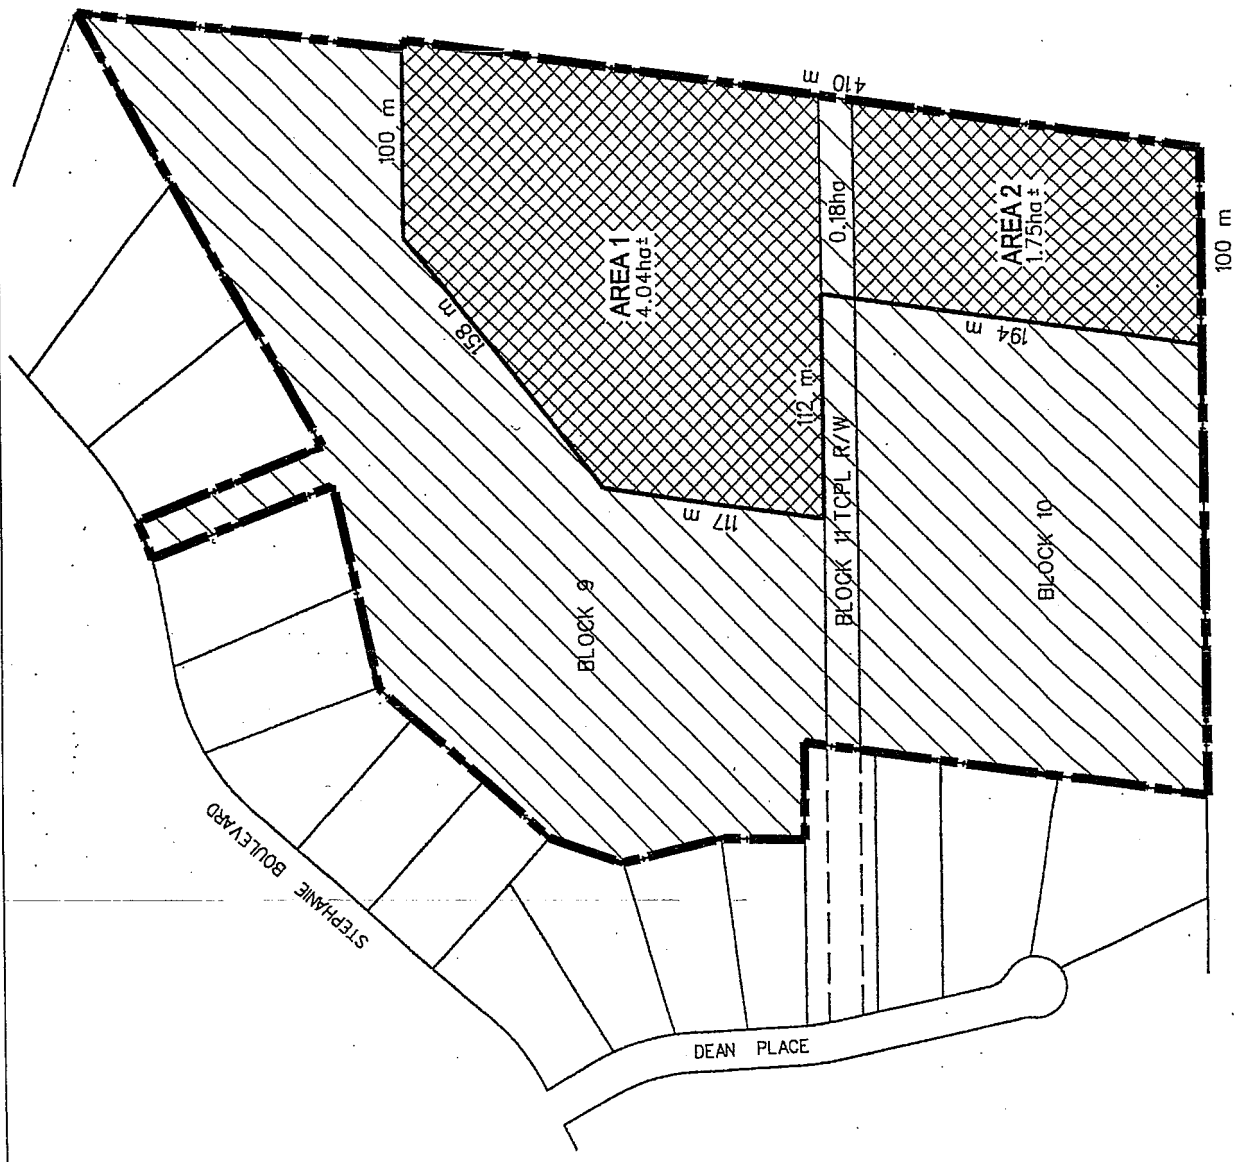 100 m
410 m
158 m
AREA 1
4.04ha±
0.18ha
AREA 2
1.75ha±
100 m
112 m
194 m
117 m
BLOCK 9
BLOCK 11 TCPL R/W
BLOCK 10
STEPHANIE BOULEVARD
DEAN PLACE